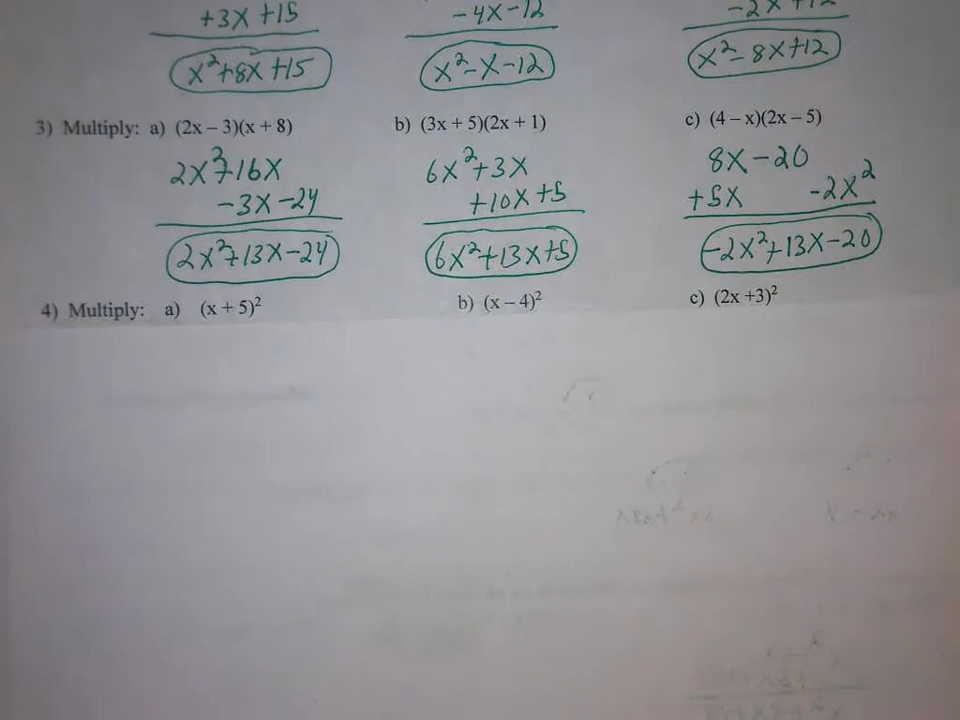 +3x +15 -4x-12 -2x +12
x²+8x+15 x²-x-12 x²-8x+12
3) Multiply: a) (2x – 3)(x + 8) b) (3x + 5)(2x + 1) c) (4 – x)(2x – 5)
2x²+16x 6x²+3x 8x-20
-3x-24 +10x+5 +5x -2x²
2x²+13x-24 6x²+13x+5 -2x²+13x-20
4) Multiply: a) (x + 5)² b) (x – 4)² c) (2x +3)²